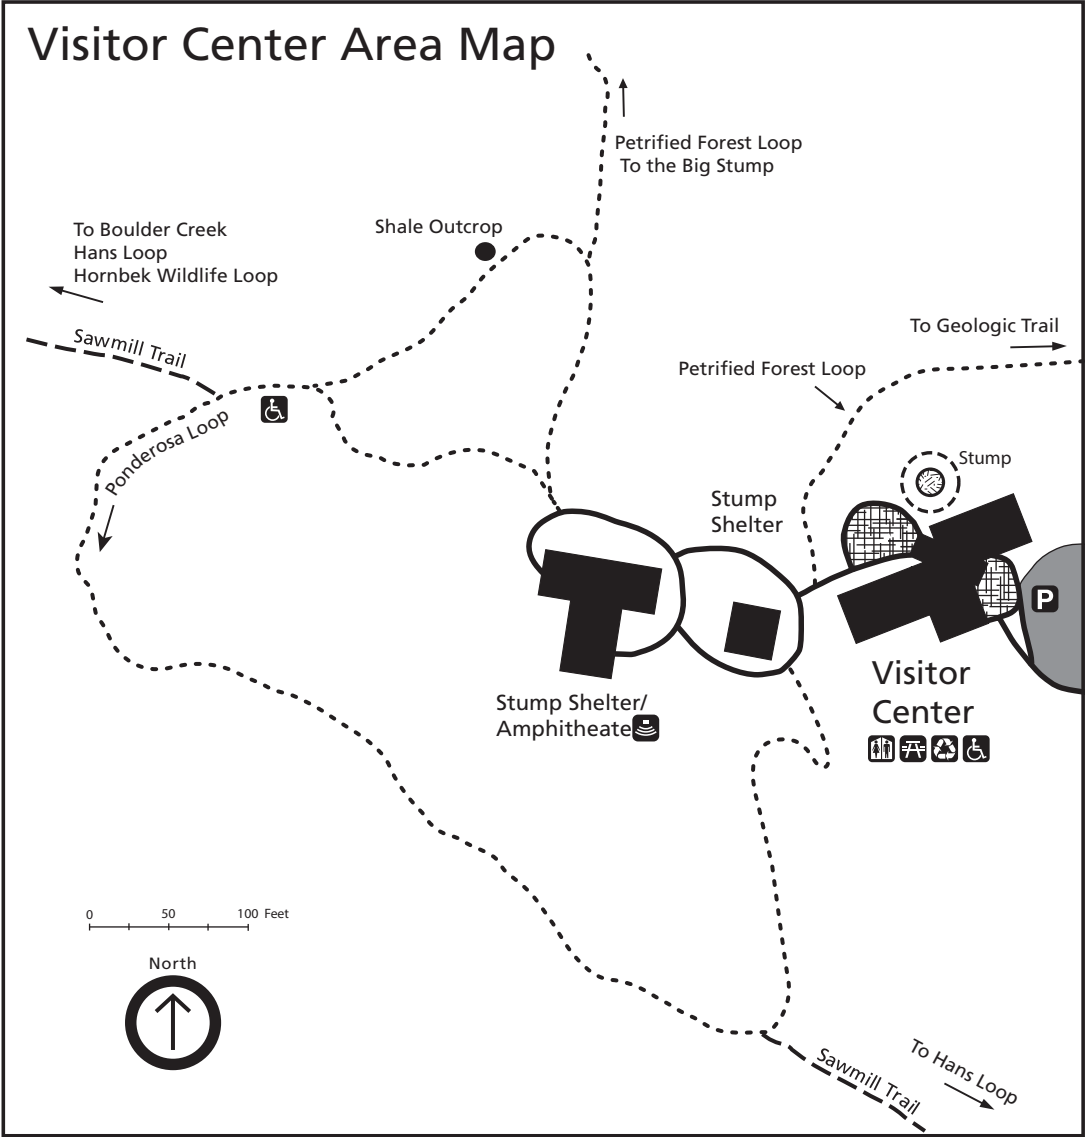 Visitor Center Area Map
Petrified Forest Loop
To the Big Stump
To Boulder Creek
Hans Loop
Hornbek Wildlife Loop
Shale Outcrop
Sawmill Trail
To Geologic Trail
Petrified Forest Loop
Ponderosa Loop
Stump
Stump
Shelter
P
Visitor
Center
Stump Shelter/
Amphitheate
0 50 100 Feet
North
To Hans Loop
Sawmill Trail